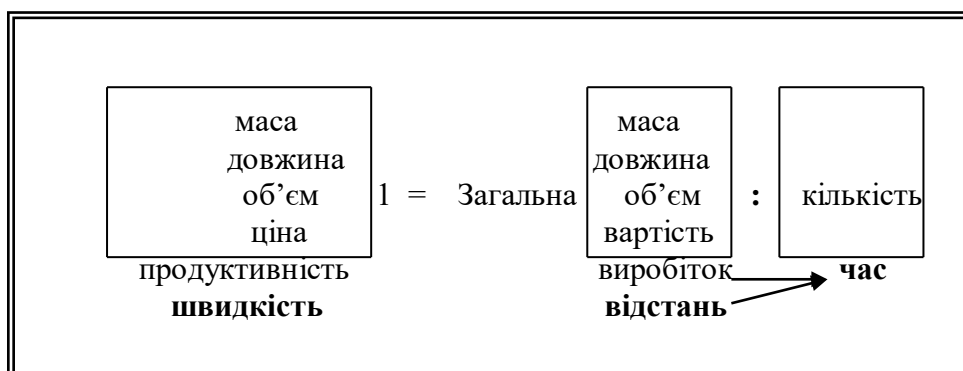 маса маса
довжина довжина
об’єм 1 = Загальна об’єм : кількість
ціна вартість
продуктивність виробіток час
швидкість відстань